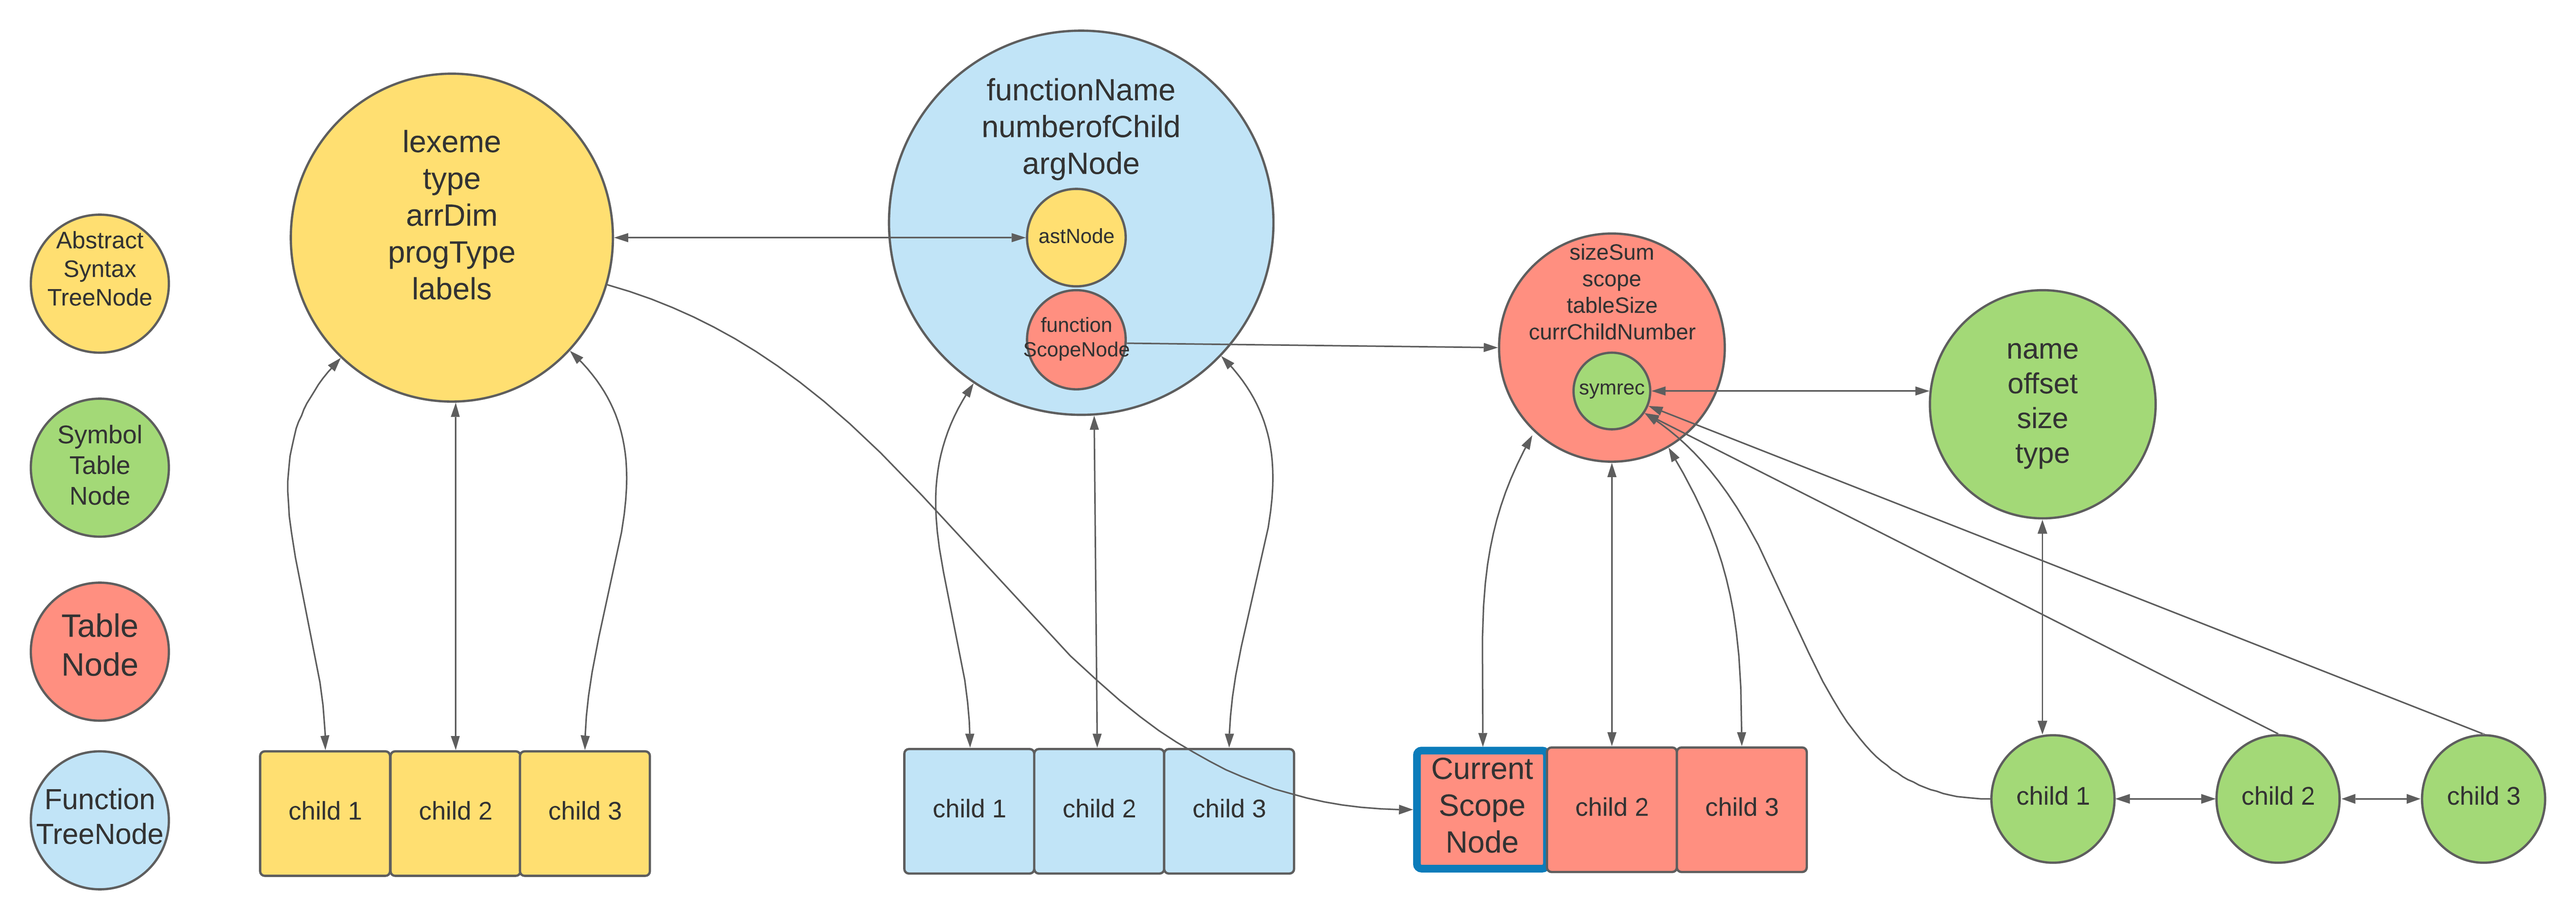 Abstract
Syntax
TreeNode
Symbol
Table
Node
Table
Node
Function
TreeNode
lexeme
type
arrDim
progType
labels
child 1
child 2
child 3
functionName
numberofChild
argNode
astNode
function
ScopeNode
child 1
child 2
child 3
sizeSum
scope
tableSize
currChildNumber
symrec
Current
Scope
Node
child 2
child 3
name
offset
size
type
child 1
child 2
child 3